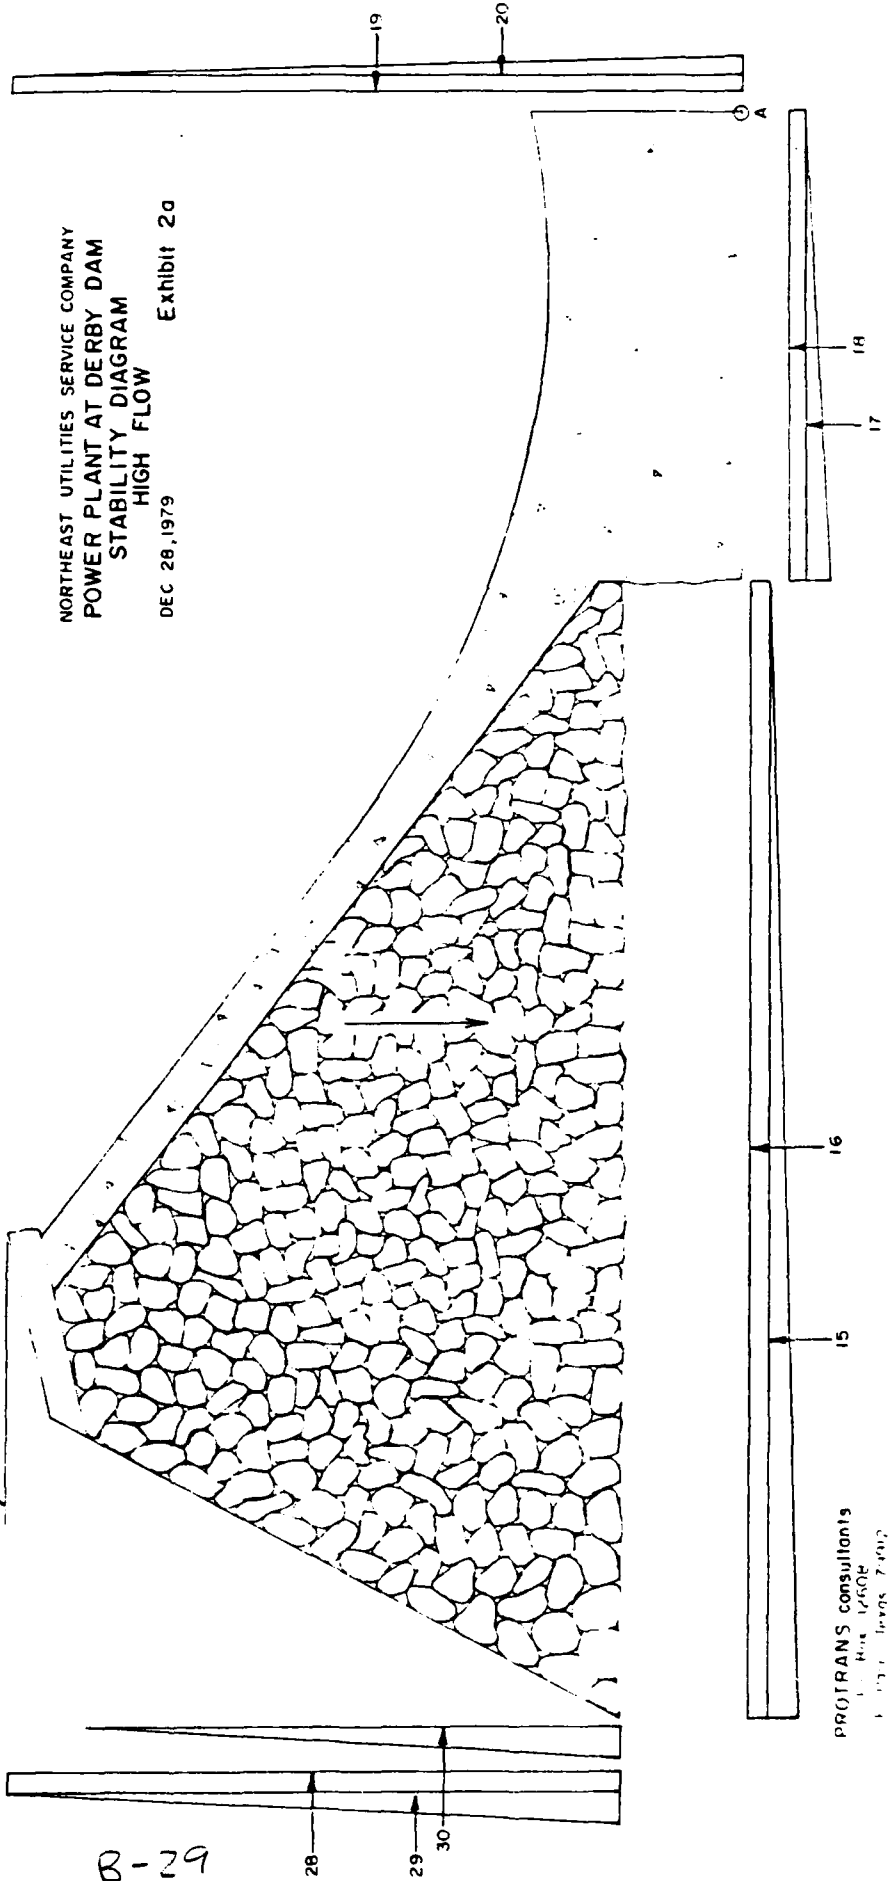 NORTHEAST UTILITIES SERVICE COMPANY
POWER PLANT AT DERBY DAM
STABILITY DIAGRAM
HIGH FLOW
DEC 28,1979
Exhibit 2a
19
20
A
18
17
16
15
28
29
30
B-29
PROTRANS consultants